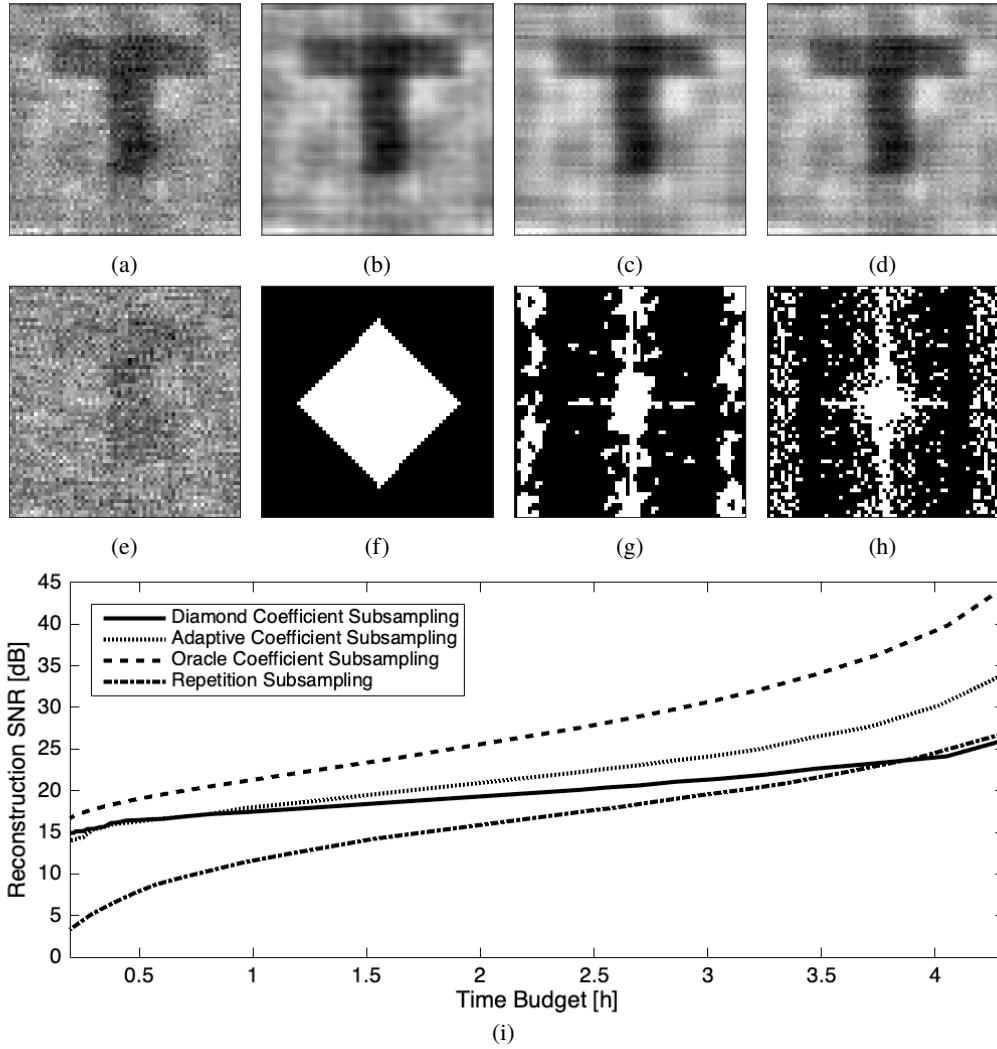 (a) (b) (c) (d)
(e) (f) (g) (h)
45
40
35
30
25
20
15
10
5
0
Reconstruction SNR [dB]
Diamond Coefficient Subsampling
Adaptive Coefficient Subsampling
Oracle Coefficient Subsampling
Repetition Subsampling
0.5 1 1.5 2 2.5 3 3.5 4
Time Budget [h]
(i)